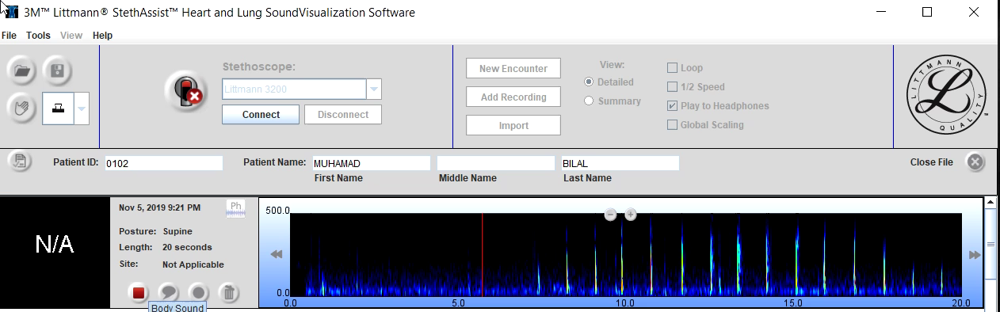 3M™ Littmann® StethAssist™ Heart and Lung SoundVisualization Software
File Tools View Help
Stethoscope:
Littmann 3200
Connect Disconnect
New Encounter
Add Recording
Import
View:
Detailed
Summary
Loop
1/2 Speed
Play to Headphones
Global Scaling
LITTMANN
L
QUALITY ™
Patient ID: 0102 Patient Name: MUHAMAD BILAL Close File
First Name Middle Name Last Name
N/A
Nov 5, 2019 9:21 PM Ph
Posture: Supine
Length: 20 seconds
Site: Not Applicable
Body Sound
500.0
0.0
0.0 5.0 10.0 15.0 20.0